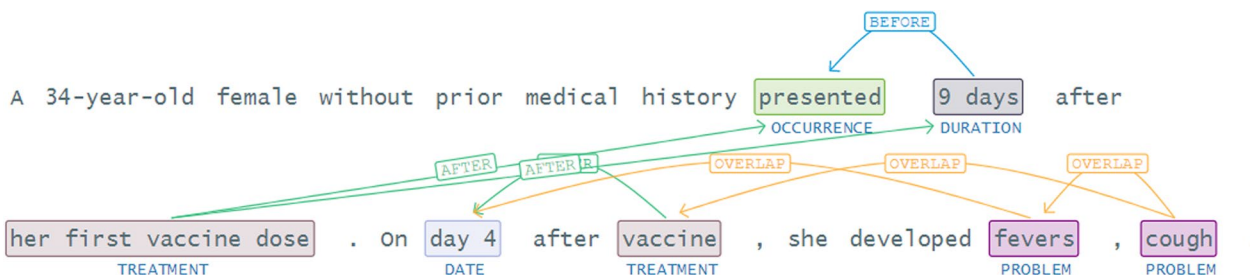 BEFORE
A 34-year-old female without prior medical history presented 9 days after
OCCURRENCE DURATION
AFTER AFTER OVERLAP OVERLAP OVERLAP
her first vaccine dose . On day 4 after vaccine , she developed fevers , cough
TREATMENT DATE TREATMENT PROBLEM PROBLEM